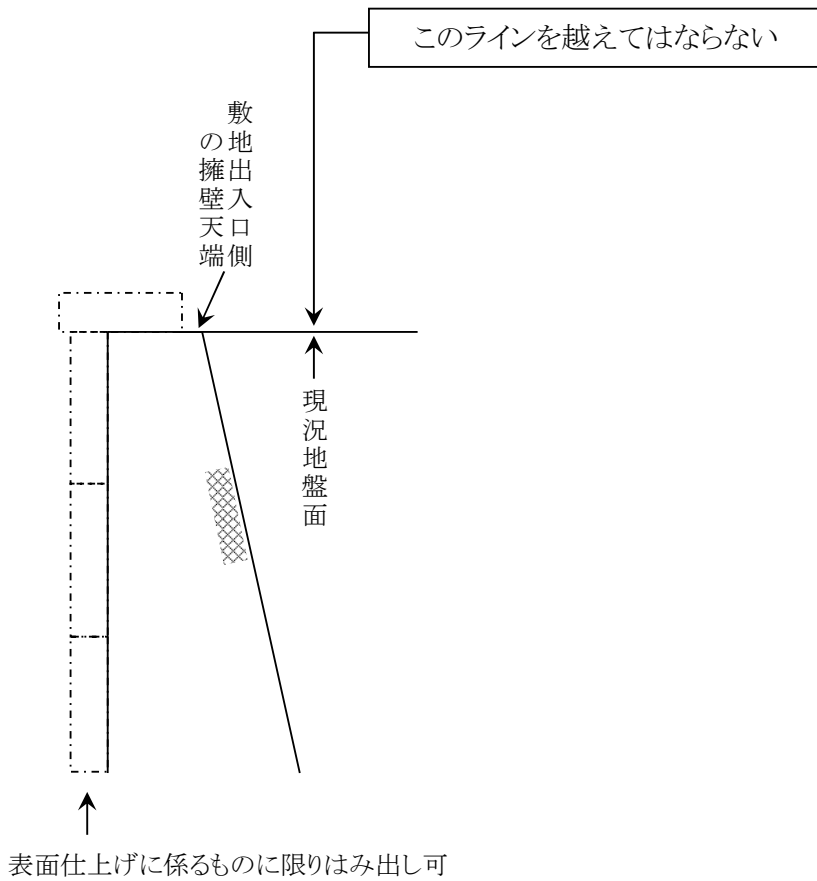 このラインを越えてはならない
敷地出入口側
の擁壁天端
現況地盤面
表面仕上げに係るものに限りはみ出し可